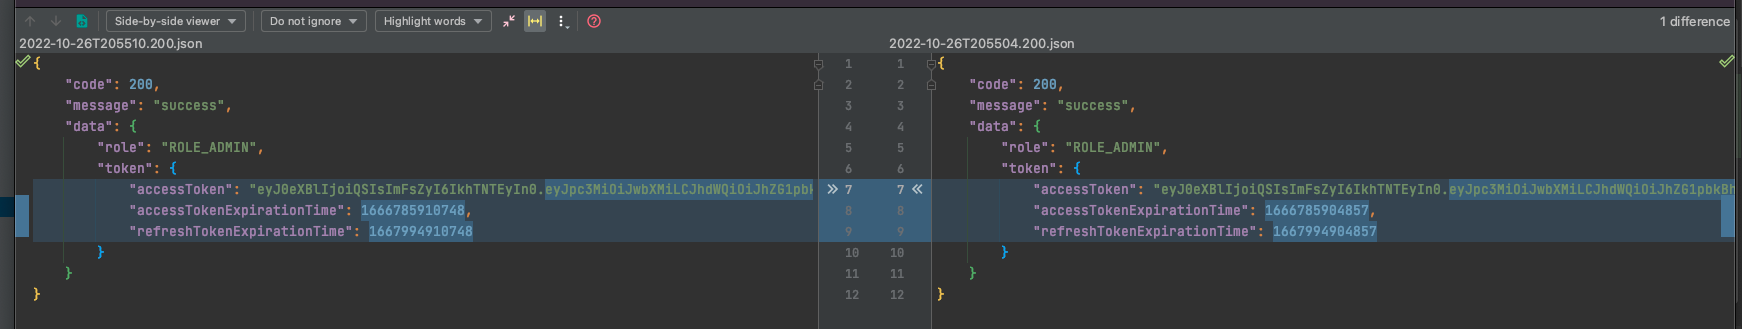 Side-by-side viewer Do not ignore Highlight words 1 difference
2022-10-26T205510.200.json 2022-10-26T205504.200.json
{ 1 1 {
"code": 200, 2 2 "code": 200,
"message": "success", 3 3 "message": "success",
"data": { 4 4 "data": {
"role": "ROLE_ADMIN", 5 5 "role": "ROLE_ADMIN",
"token": { 6 6 "token": {
"accessToken": "eyJ0eXBlIjoiQSIsImFsZyI6IkhTNTEyIn0.eyJpc3MiOiJwbXMiLCJhdWQiOiJhZG1pbk 7 7 "accessToken": "eyJ0eXBlIjoiQSIsImFsZyI6IkhTNTEyIn0.eyJpc3MiOiJwbXMiLCJhdWQiOiJhZG1pbkBh
"accessTokenExpirationTime": 1666785910748, 8 8 "accessTokenExpirationTime": 1666785904857,
"refreshTokenExpirationTime": 1667994910748 9 9 "refreshTokenExpirationTime": 1667994904857
} 10 10 }
} 11 11 }
} 12 12 }